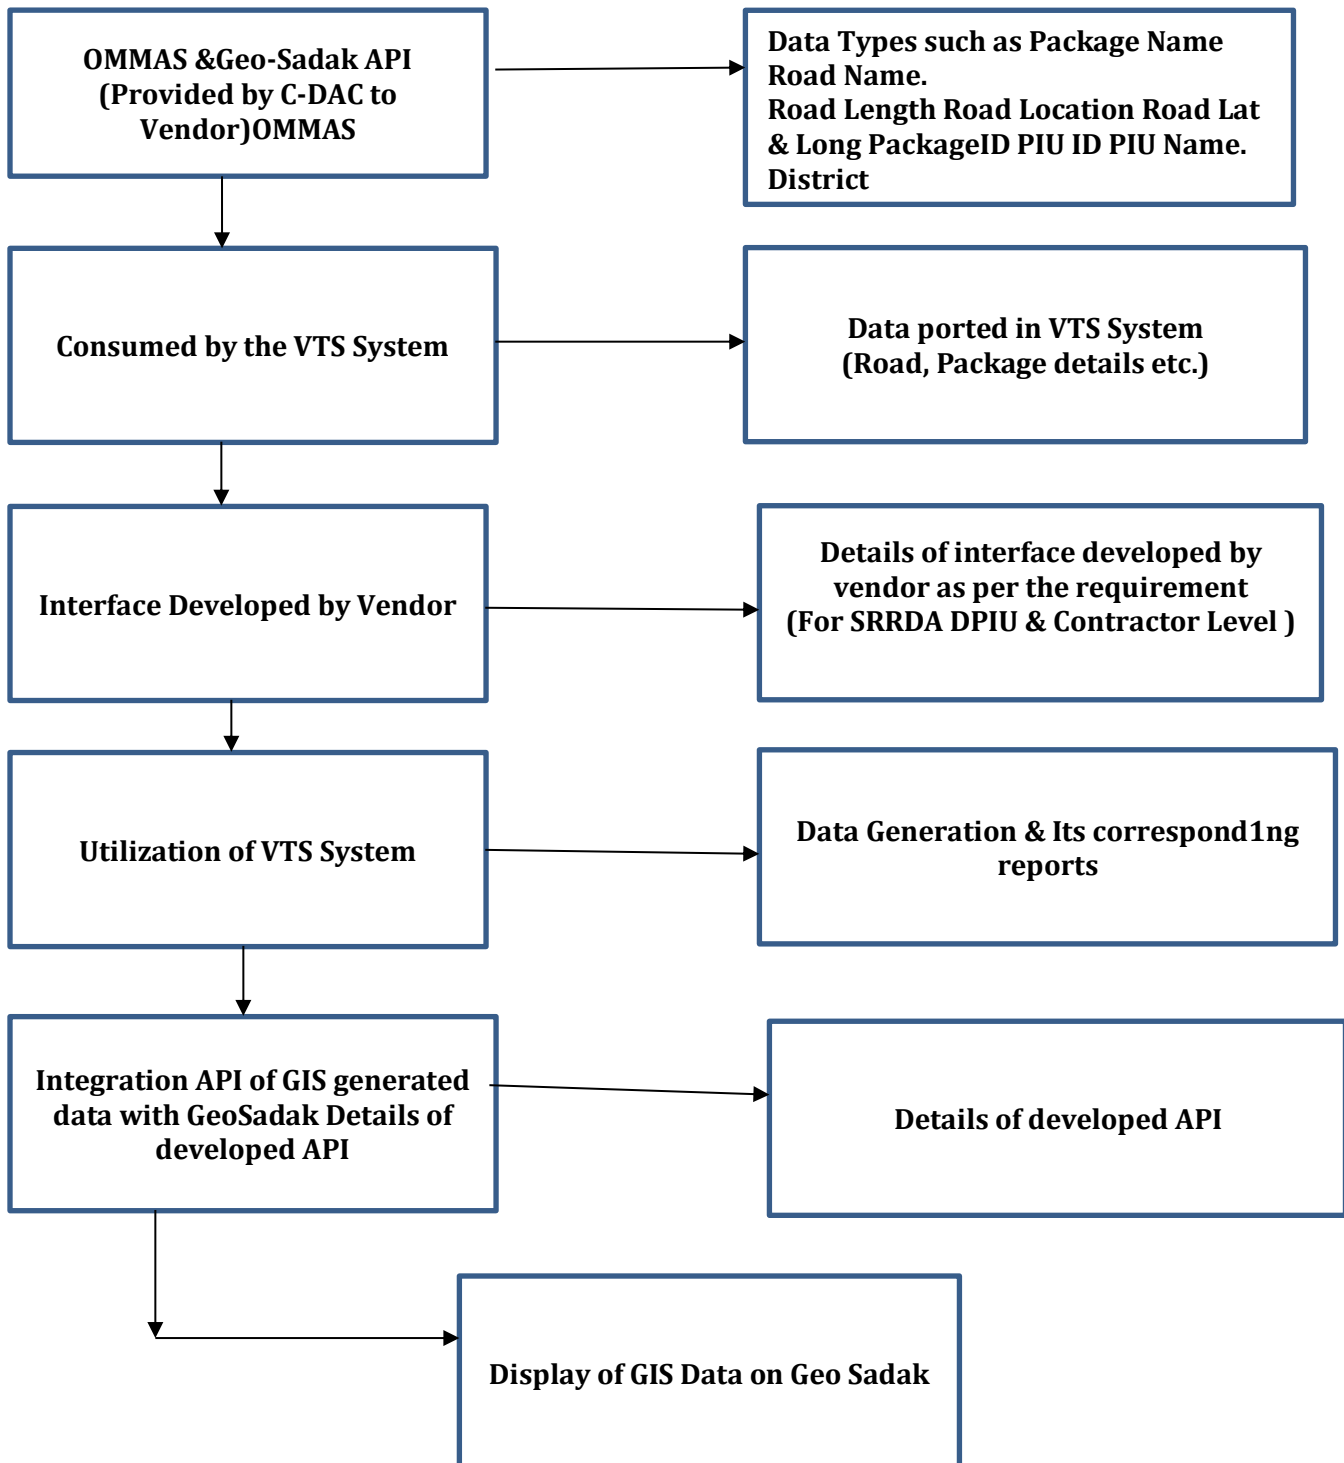 OMMAS &Geo-Sadak API
(Provided by C-DAC to
Vendor)OMMAS
Data Types such as Package Name
Road Name.
Road Length Road Location Road Lat
& Long PackageID PIU ID PIU Name.
District
Consumed by the VTS System
Data ported in VTS System
(Road, Package details etc.)
Interface Developed by Vendor
Details of interface developed by
vendor as per the requirement
(For SRRDA DPIU & Contractor Level )
Utilization of VTS System
Data Generation & Its correspond1ng
reports
Integration API of GIS generated
data with GeoSadak Details of
developed API
Details of developed API
Display of GIS Data on Geo Sadak